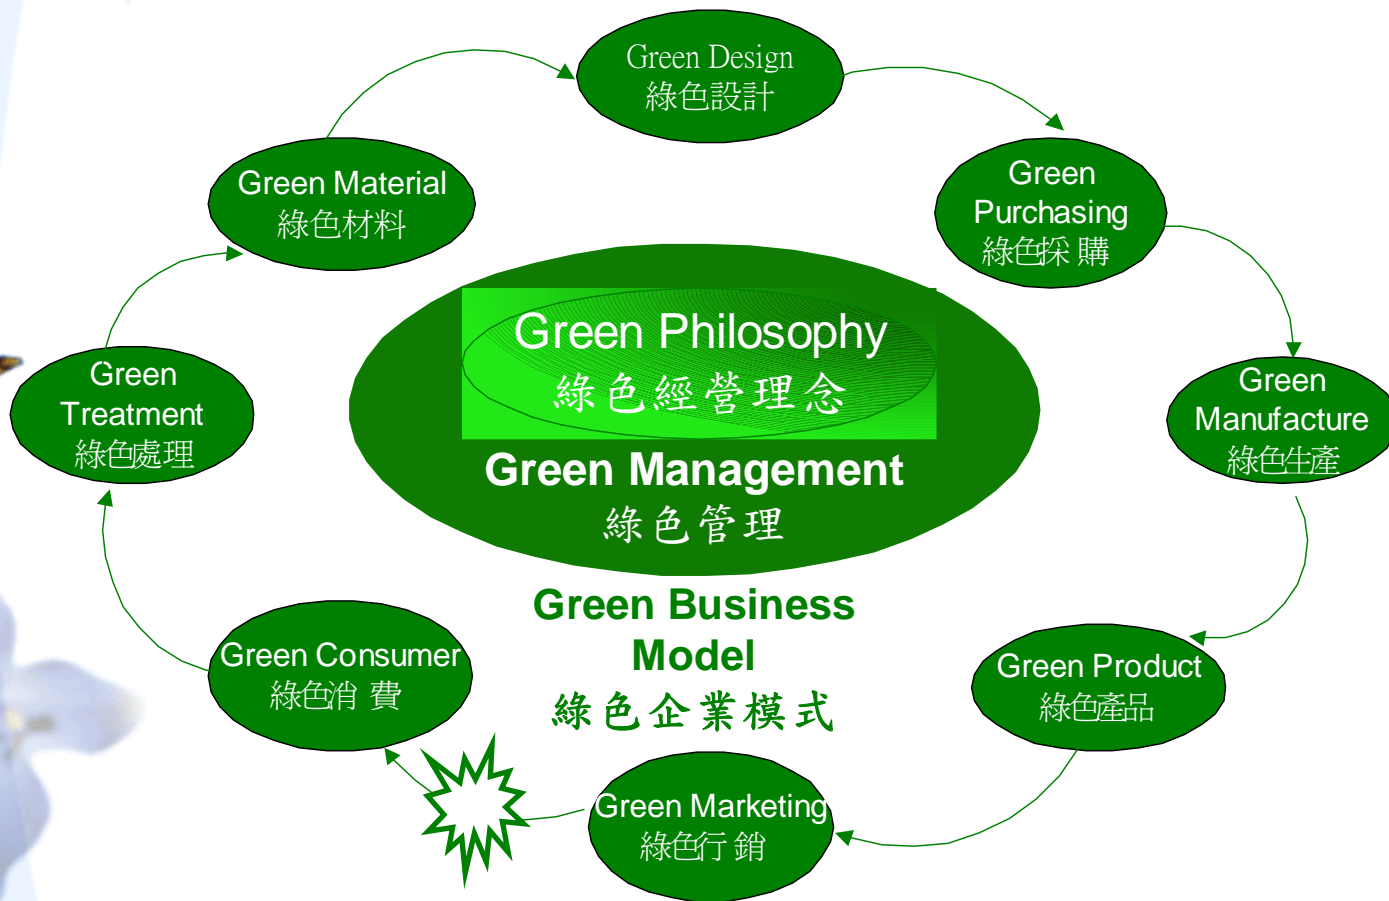 Green Design
綠色設計
Green Material
綠色材料
Green
Purchasing
綠色採 購
Green Philosophy
綠色經營理念
Green
Treatment
綠色處理
Green
Manufacture
綠色生產
Green Management
綠色管理
Green Business
Model
綠色企業模式
Green Consumer
綠色消 費
Green Product
綠色產品
Green Marketing
綠色行 銷